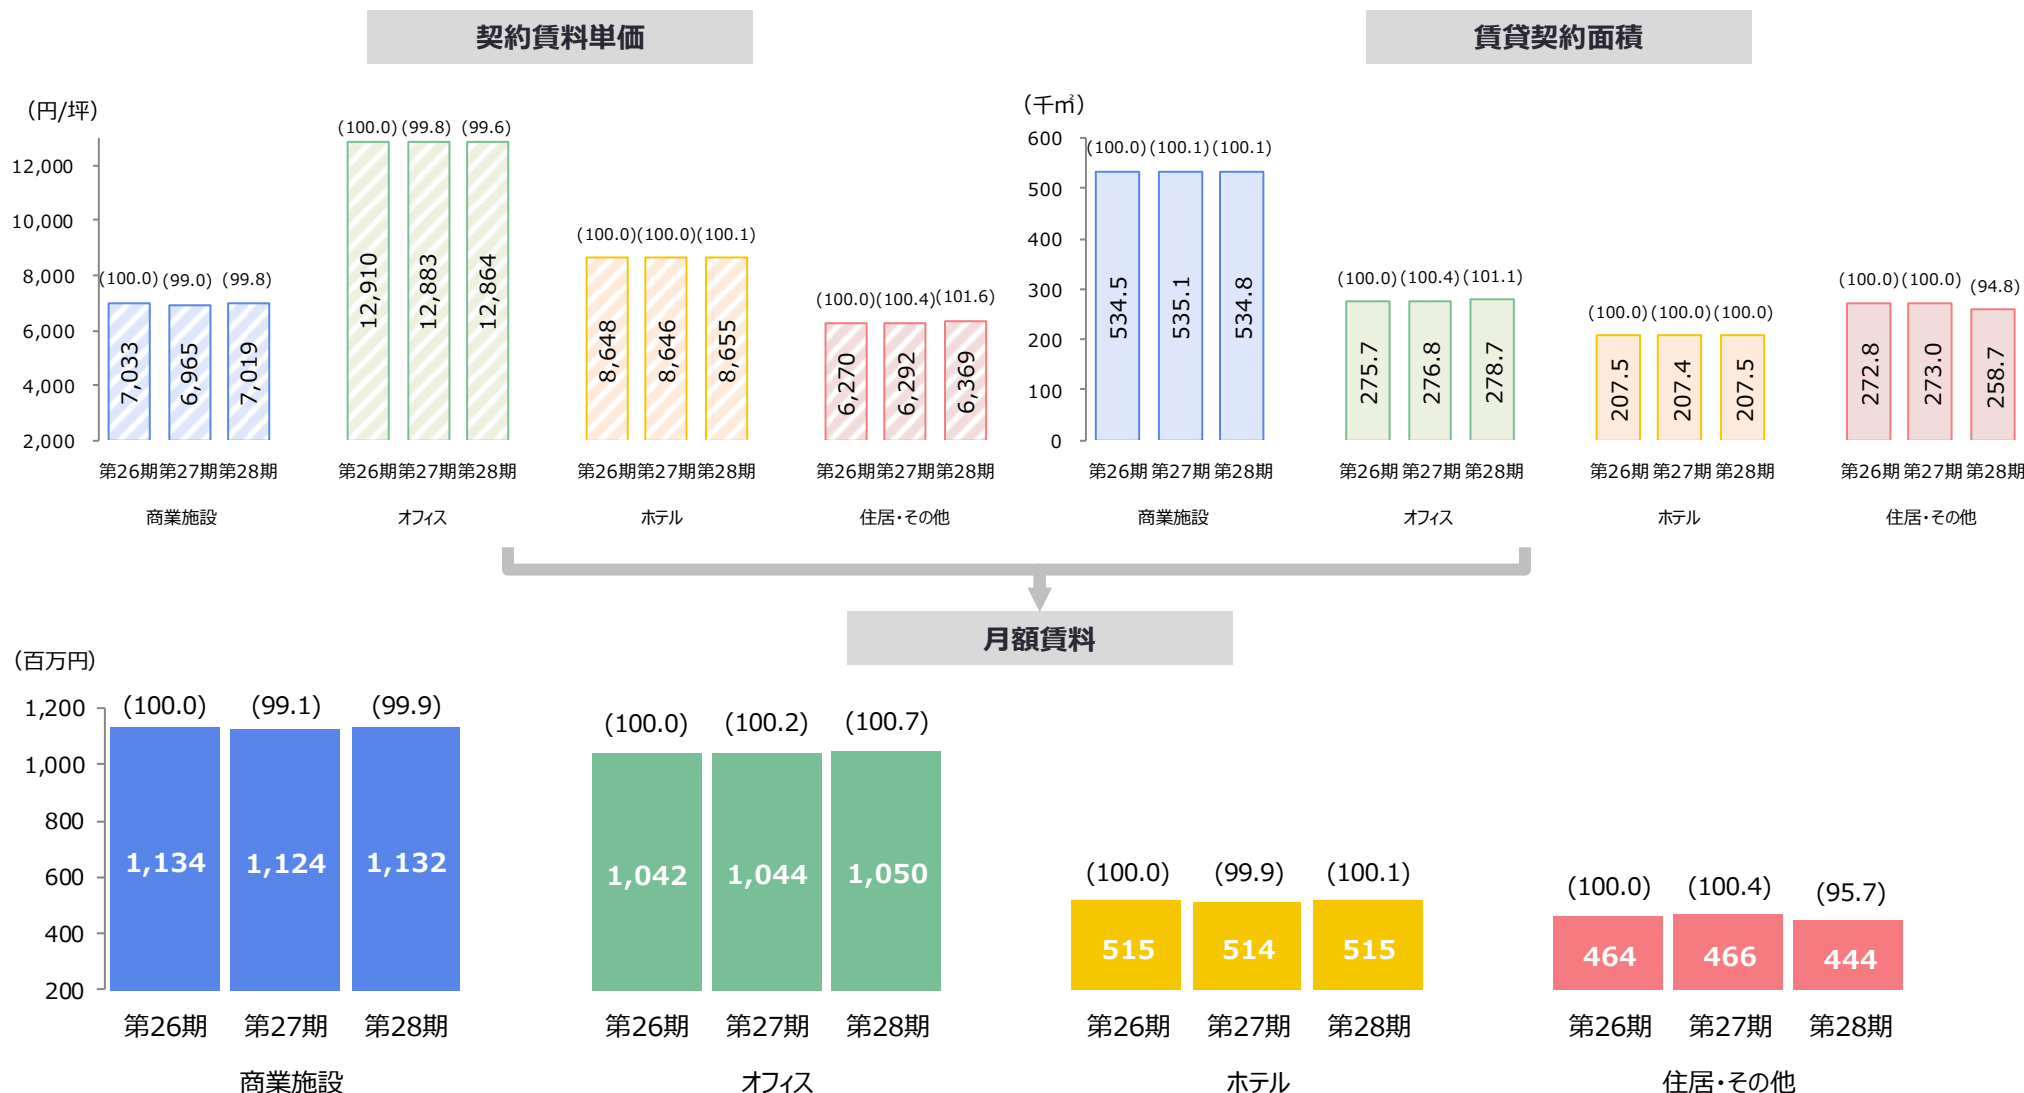 契約賃料単価
賃貸契約面積
(円/坪)
12,000
10,000
8,000
6,000
4,000
2,000
(100.0) (99.0) (99.8)
7,033 6,965 7,019
第26期 第27期 第28期
商業施設
(100.0) (99.8) (99.6)
12,910 12,883 12,864
第26期 第27期 第28期
オフィス
(100.0) (100.0) (100.1)
8,648 8,646 8,655
第26期 第27期 第28期
ホテル
(100.0) (100.4) (101.6)
6,270 6,292 6,369
第26期 第27期 第28期
住居・その他
(千㎡)
600
500
400
300
200
100
0
(100.0) (100.1) (100.1)
534.5 535.1 534.8
第26期 第27期 第28期
商業施設
(100.0) (100.4) (101.1)
275.7 276.8 278.7
第26期 第27期 第28期
オフィス
(100.0) (100.0) (100.0)
207.5 207.4 207.5
第26期 第27期 第28期
ホテル
(100.0) (100.0) (94.8)
272.8 273.0 258.7
第26期 第27期 第28期
住居・その他
月額賃料
(百万円)
1,200
1,000
800
600
400
200
(100.0) (99.1) (99.9)
1,134 1,124 1,132
第26期 第27期 第28期
商業施設
(100.0) (100.2) (100.7)
1,042 1,044 1,050
第26期 第27期 第28期
オフィス
(100.0) (99.9) (100.1)
515 514 515
第26期 第27期 第28期
ホテル
(100.0) (100.4) (95.7)
464 466 444
第26期 第27期 第28期
住居・その他